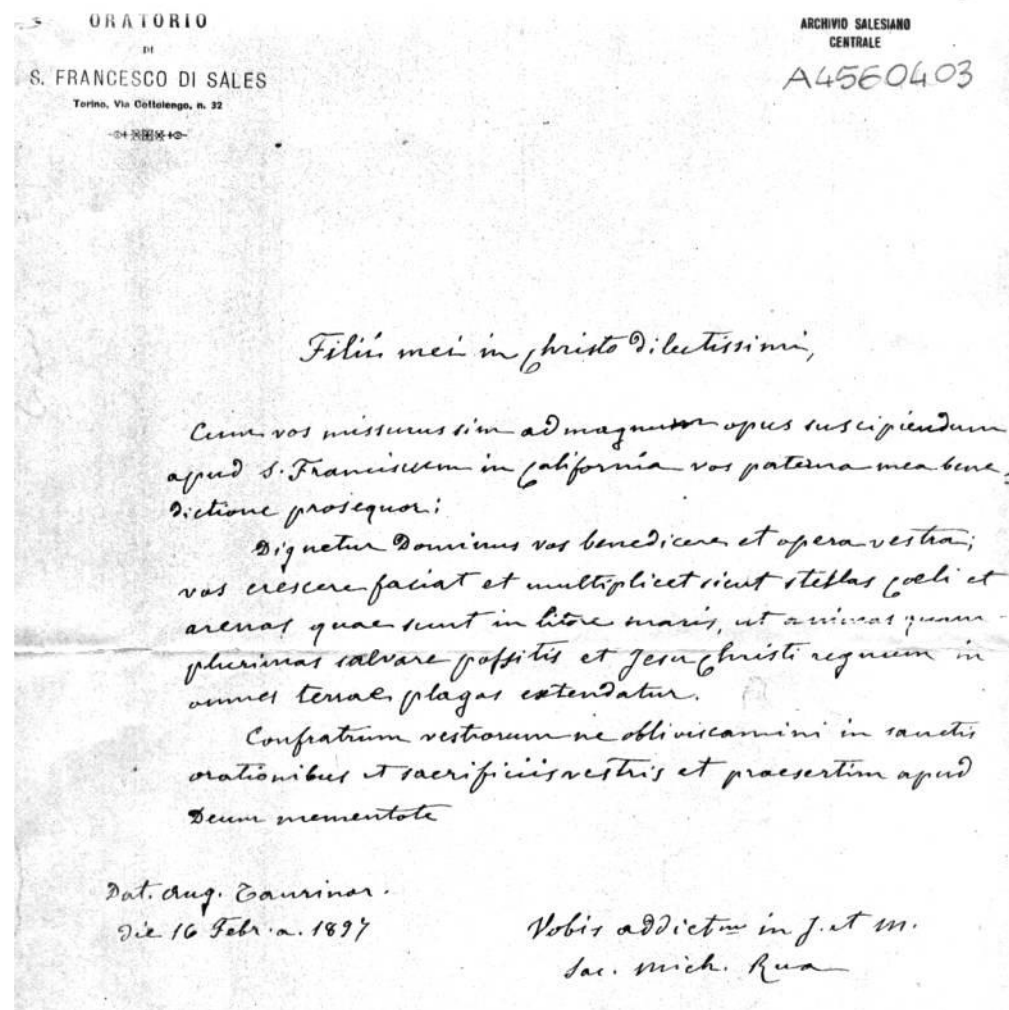 ORATORIO
DI
S. FRANCESCO DI SALES
Torino, Via Cottolengo, n. 32
ARCHIVIO SALESIANO
CENTRALE
A4560403
Filii mei in Christo dilectissimi,
Cum vos missurus sim ad magnum opus suscipiendum
apud S. Franciscum in California vos paterna mea bene-
dictione prosequor:
Dignetur Dominus vos benedicere et opera vestra;
vos crescere faciat et multiplicet sicut stellas coeli et
arenas quae sunt in litore maris, ut animas quam-
plurimas salvare possitis et Jesu Christi regnum in
omnes terrae plagas extendatur.
Confratrum vestrorum ne obliviscamini in sanctis
orationibus et sacrificiis vestris et praesertim apud
Deum mementote
Dat. Aug. Taurinor.
die 16 Febr. a. 1897
Vobis addictus in J. et M.
Sac. Mich. Rua